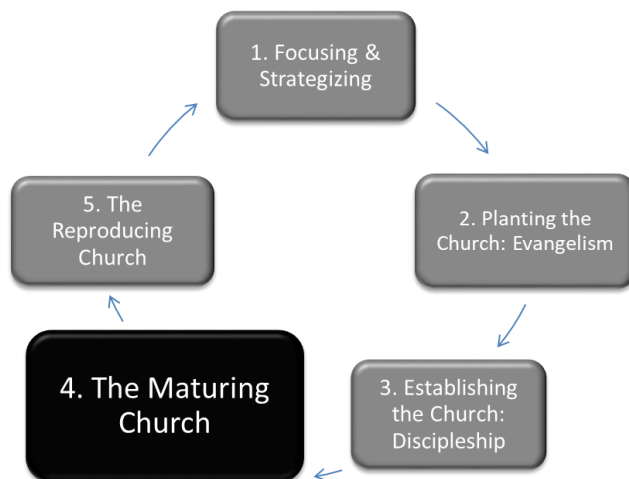 1. Focusing &
Strategizing
2. Planting the
Church: Evangelism
3. Establishing
the Church:
Discipleship
4. The Maturing
Church
5. The
Reproducing
Church